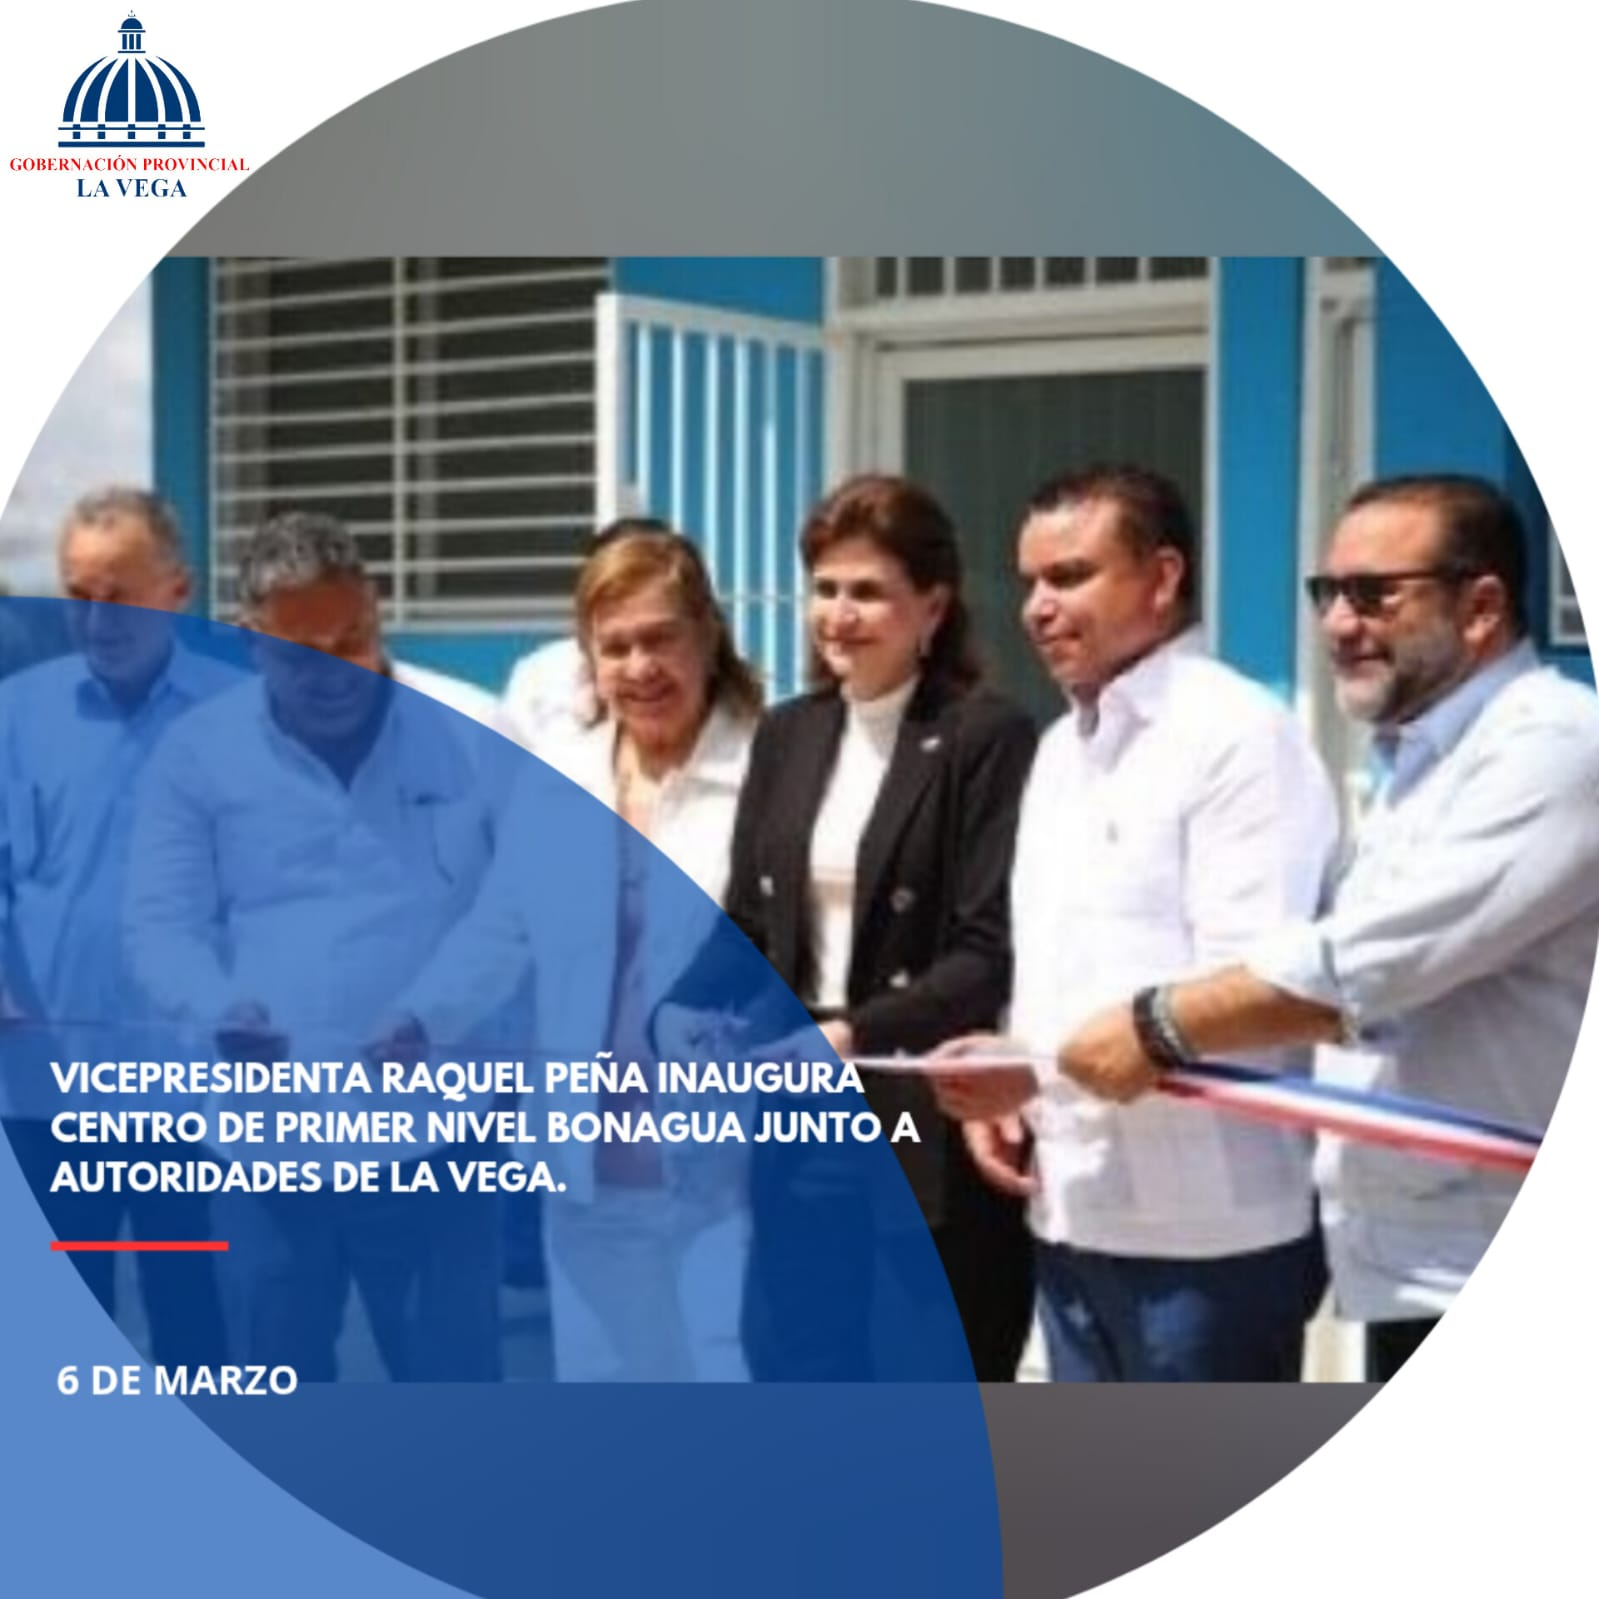 GOBERNACIÓN PROVINCIAL
LA VEGA
VICEPRESIDENTA RAQUEL PEÑA INAUGURA
CENTRO DE PRIMER NIVEL BONAGUA JUNTO A
AUTORIDADES DE LA VEGA.
6 DE MARZO